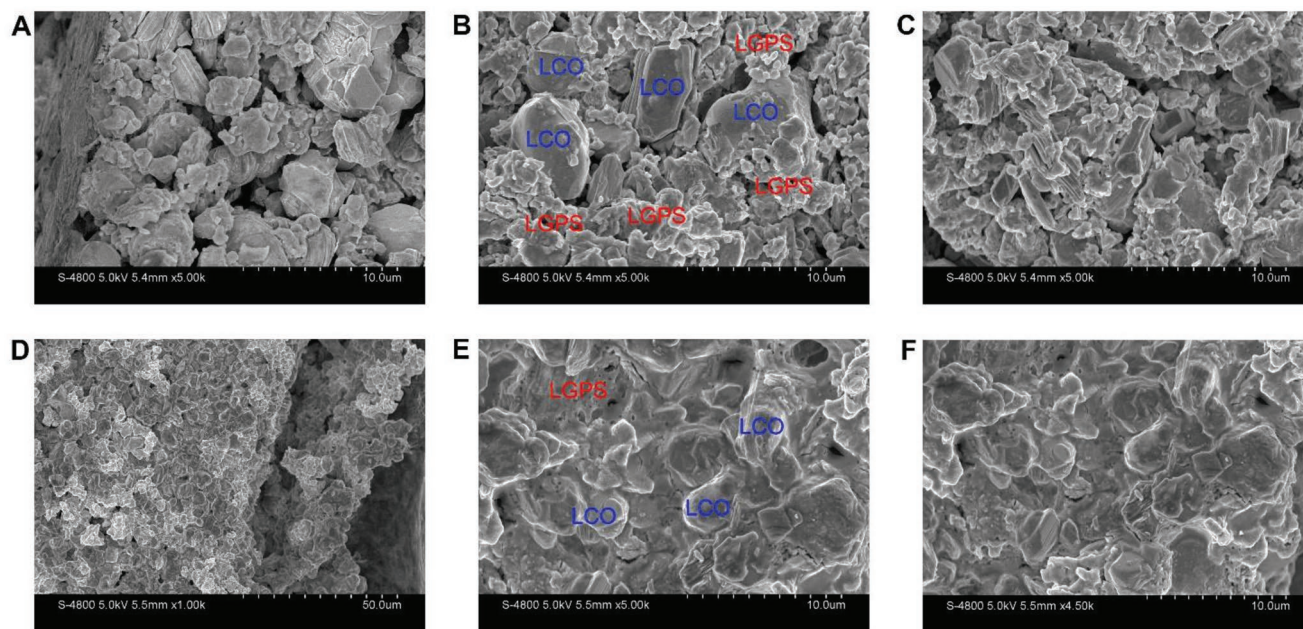 A
B
C
LGPS
LCO
LCO
LCO
LCO
LGPS
LGPS
LGPS
S-4800 5.0kV 5.4mm x5.00k
10.0um
S-4800 5.0kV 5.4mm x5.00k
10.0um
S-4800 5.0kV 5.4mm x5.00k
10.0um
D
E
F
LGPS
LCO
LCO
LCO
S-4800 5.0kV 5.5mm x1.00k
50.0um
S-4800 5.0kV 5.5mm x5.00k
10.0um
S-4800 5.0kV 5.5mm x4.50k
10.0um